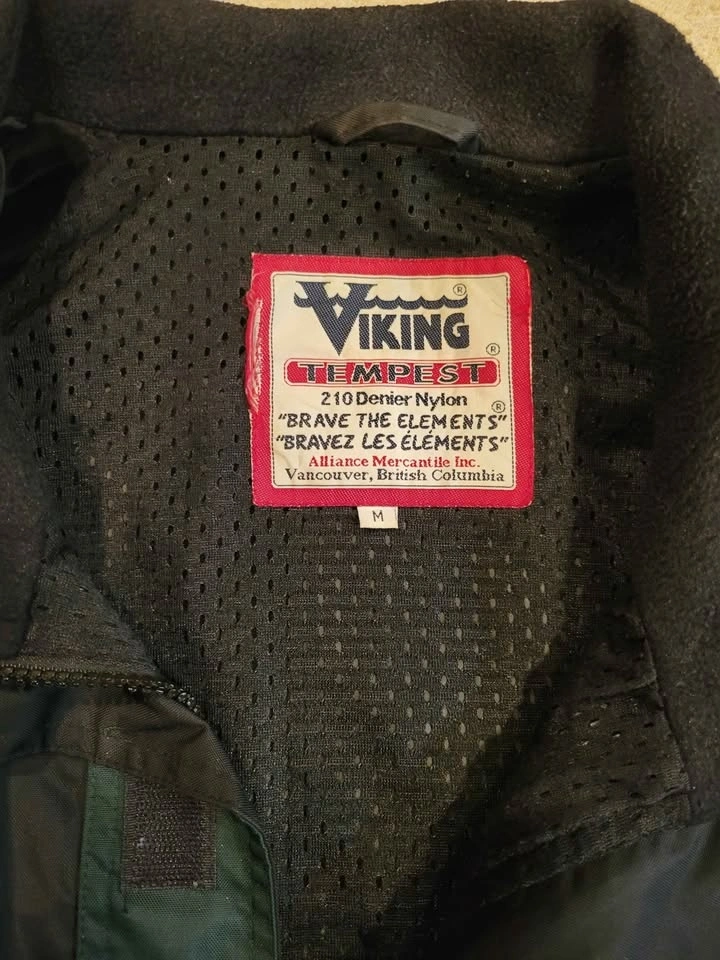 VIKING ®
®
TEMPEST
210 Denier Nylon
®
"BRAVE THE ELEMENTS"
"BRAVEZ LES ÉLÉMENTS"
Alliance Mercantile Inc.
Vancouver, British Columbia
M